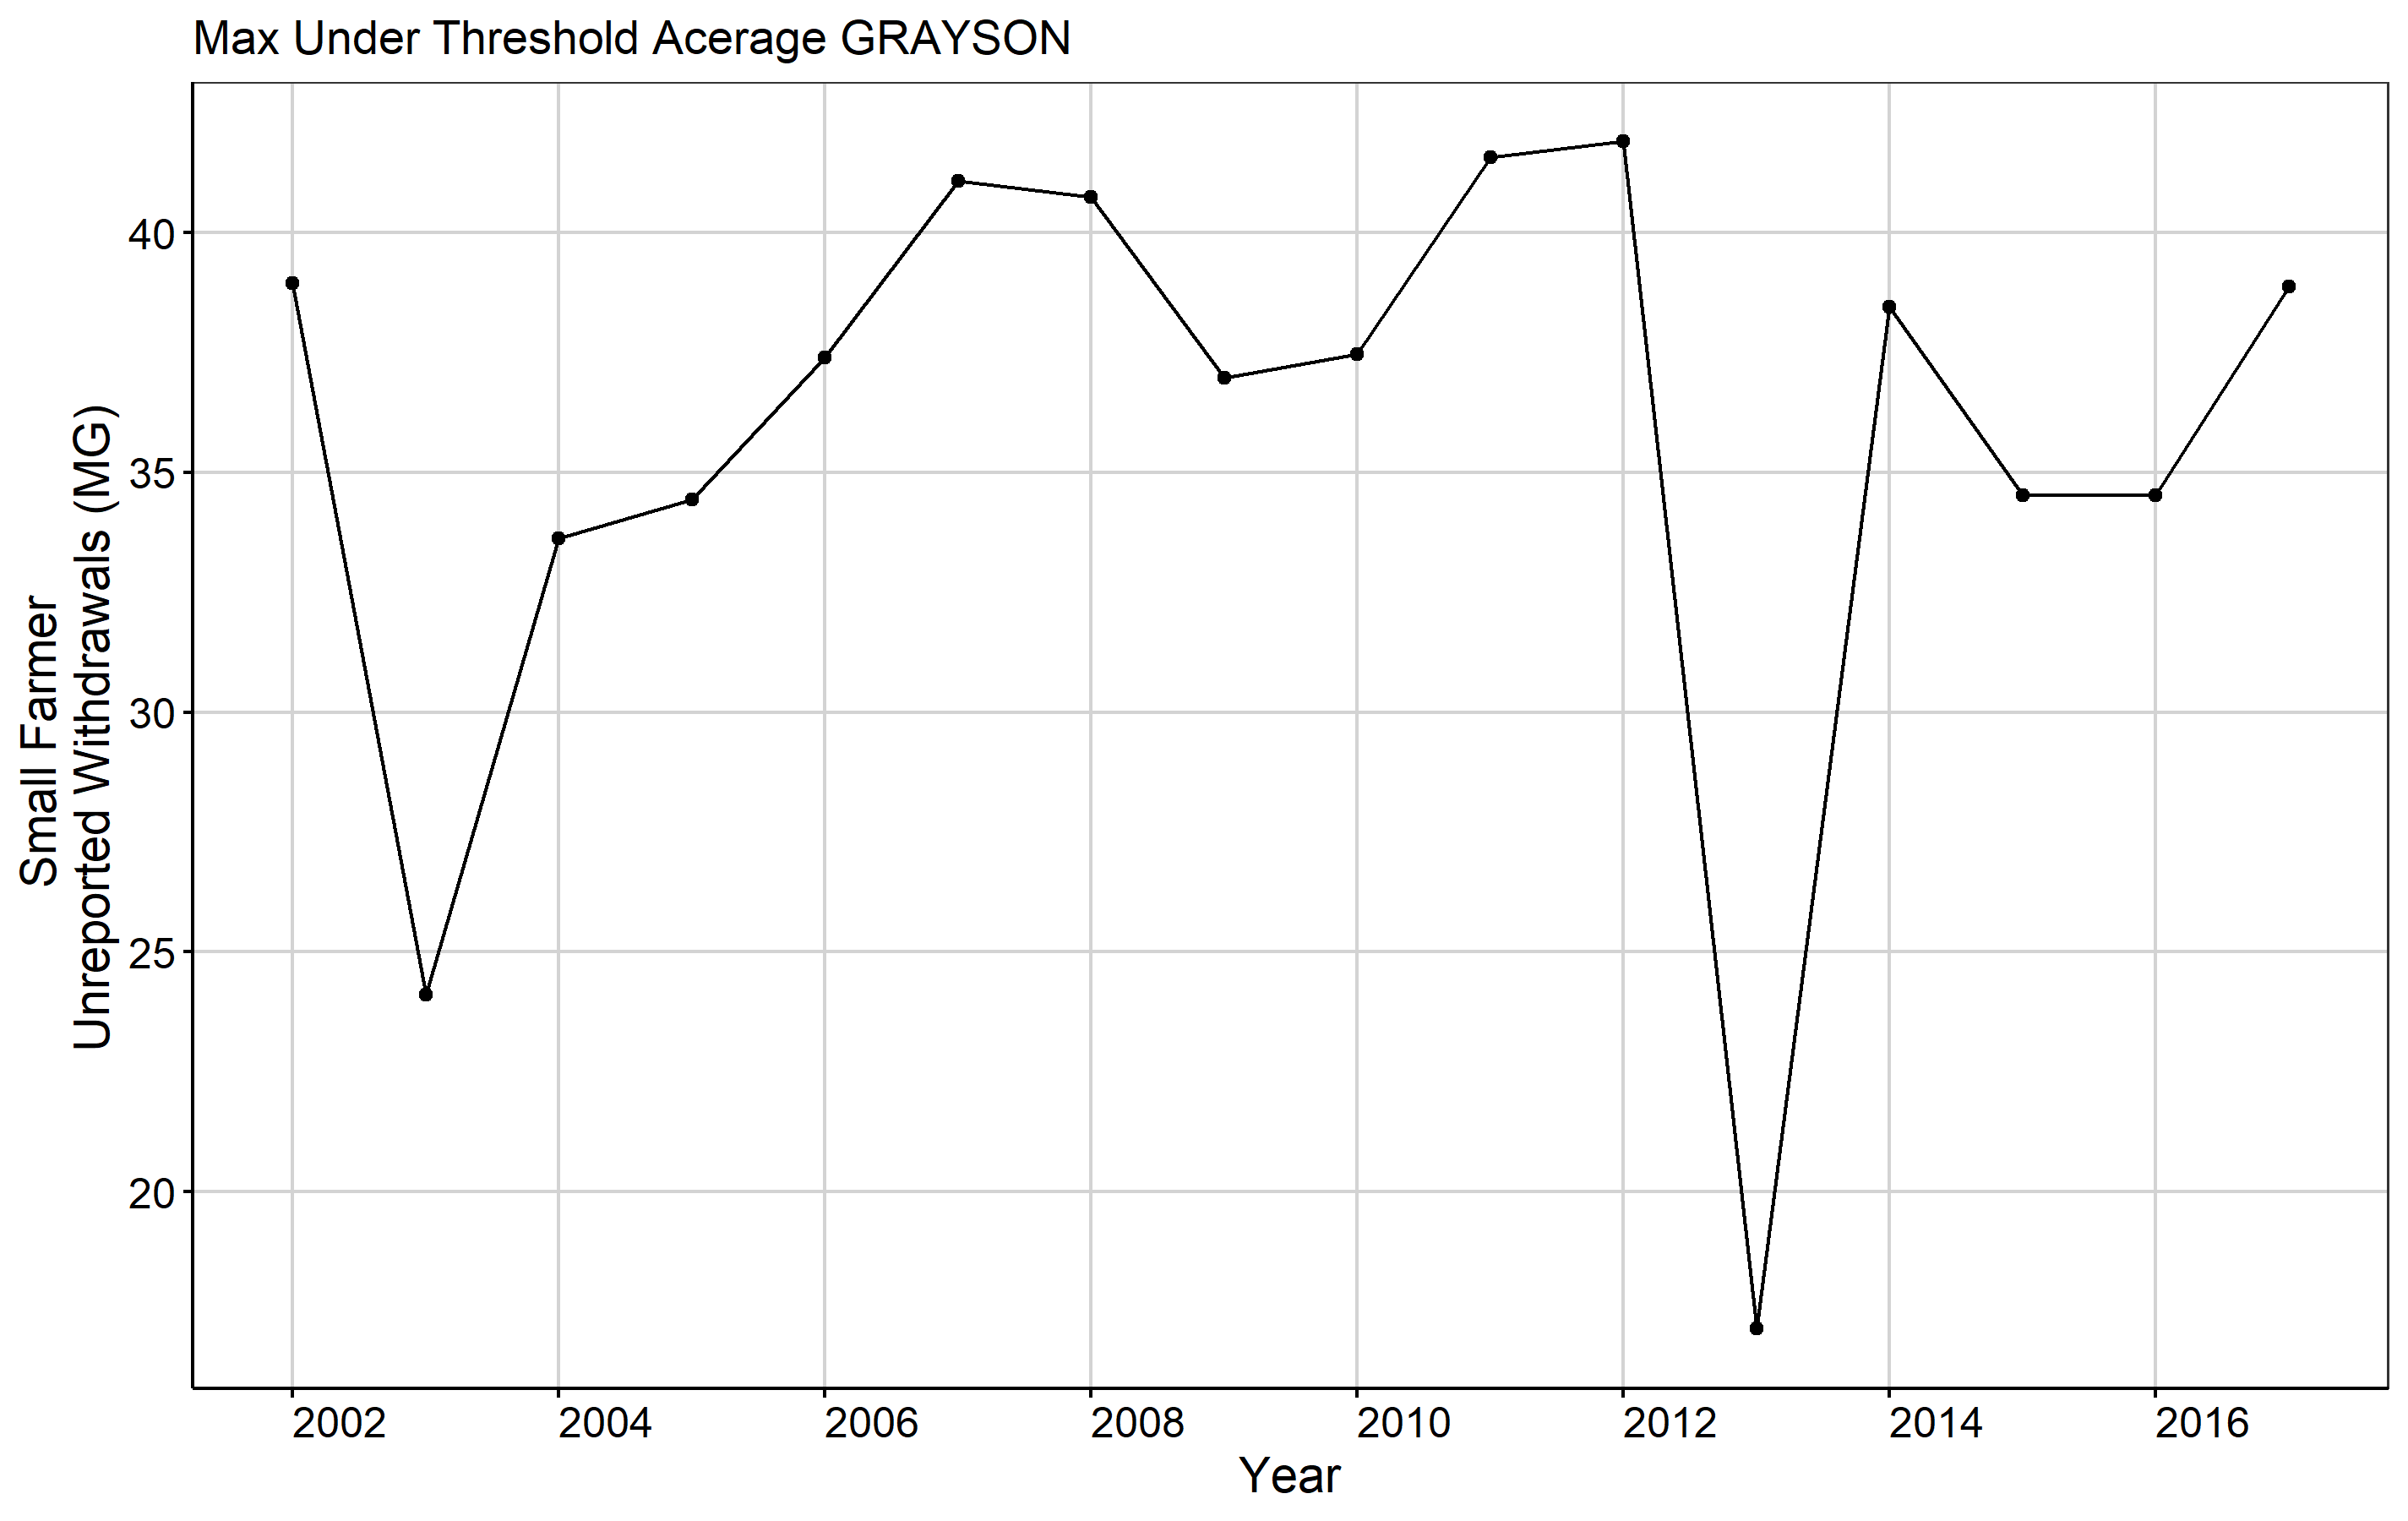 Max Under Threshold Acerage GRAYSON
Small Farmer
Unreported Withdrawals (MG)
40
35
30
25
20
2002 2004 2006 2008 2010 2012 2014 2016
Year